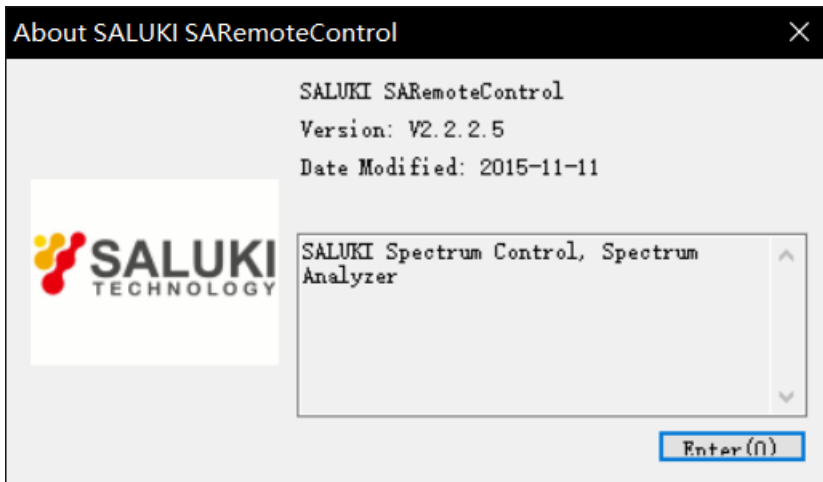 About SALUKI SARemoteControl
SALUKI SARemoteControl
Version: V2.2.2.5
Date Modified: 2015-11-11
SALUKI
TECHNOLOGY
SALUKI Spectrum Control, Spectrum
Analyzer
Enter(O)